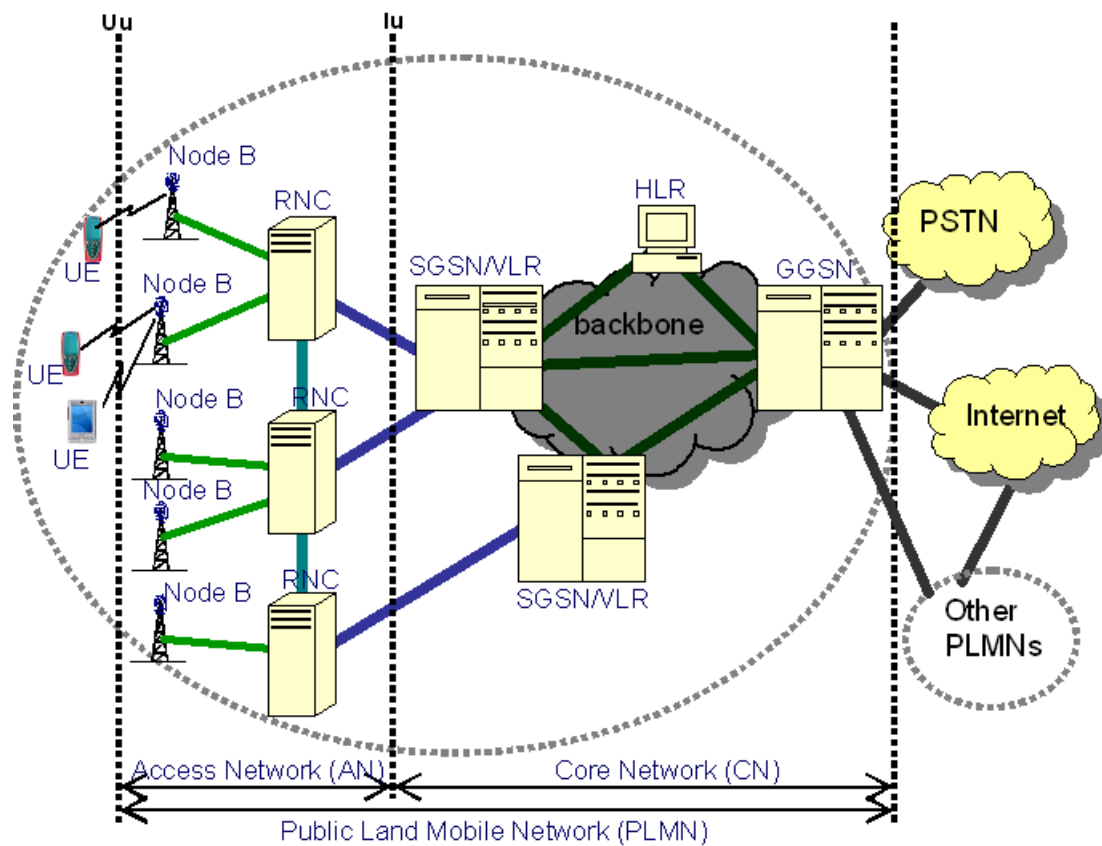 Uu
Iu
Node B
RNC
HLR
PSTN
UE
SGSN/VLR
GGSN
Node B
backbone
UE
Node B
RNC
Internet
UE
Node B
RNC
Node B
SGSN/VLR
Other
PLMNs
Access Network (AN)
Core Network (CN)
Public Land Mobile Network (PLMN)